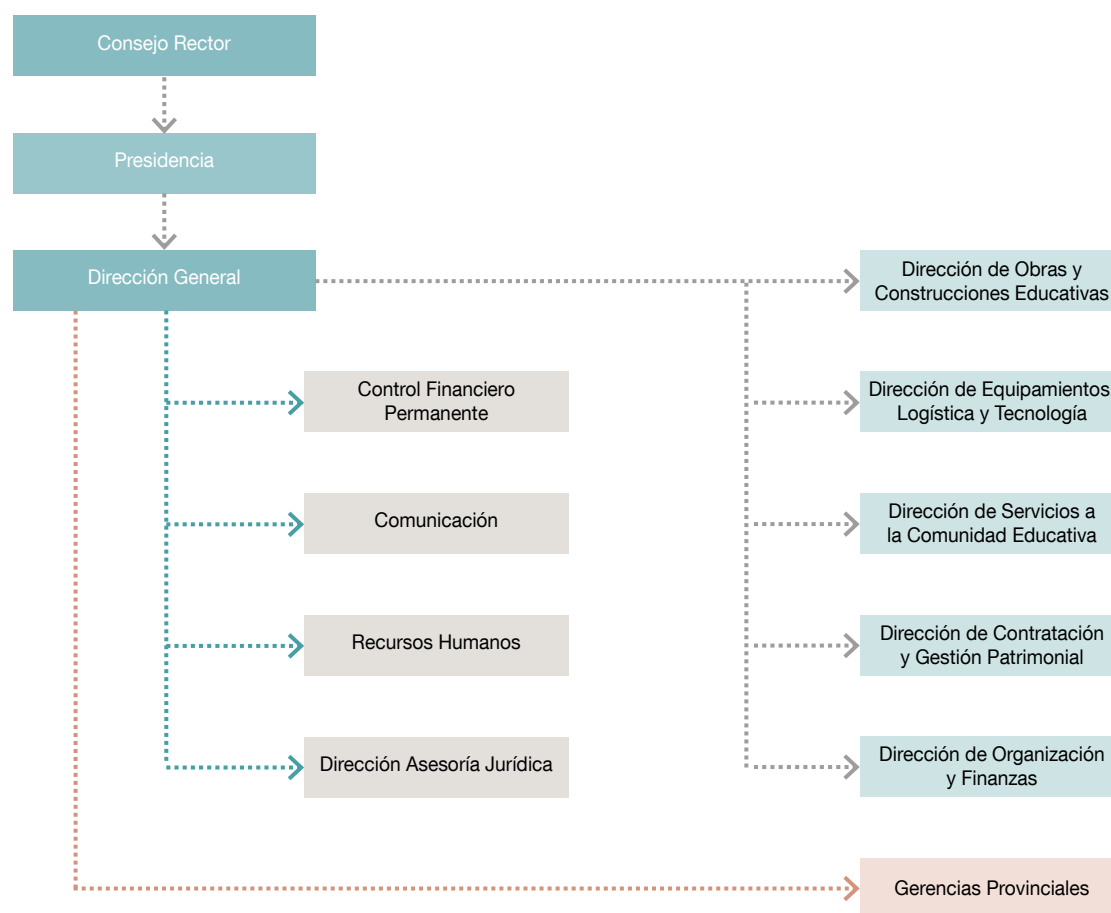 Consejo Rector
Presidencia
Dirección General
Dirección de Obras y
Construcciones Educativas
Control Financiero
Permanente
Dirección de Equipamientos
Logística y Tecnología
Comunicación
Dirección de Servicios a
la Comunidad Educativa
Recursos Humanos
Dirección de Contratación
y Gestión Patrimonial
Dirección Asesoría Jurídica
Dirección de Organización
y Finanzas
Gerencias Provinciales